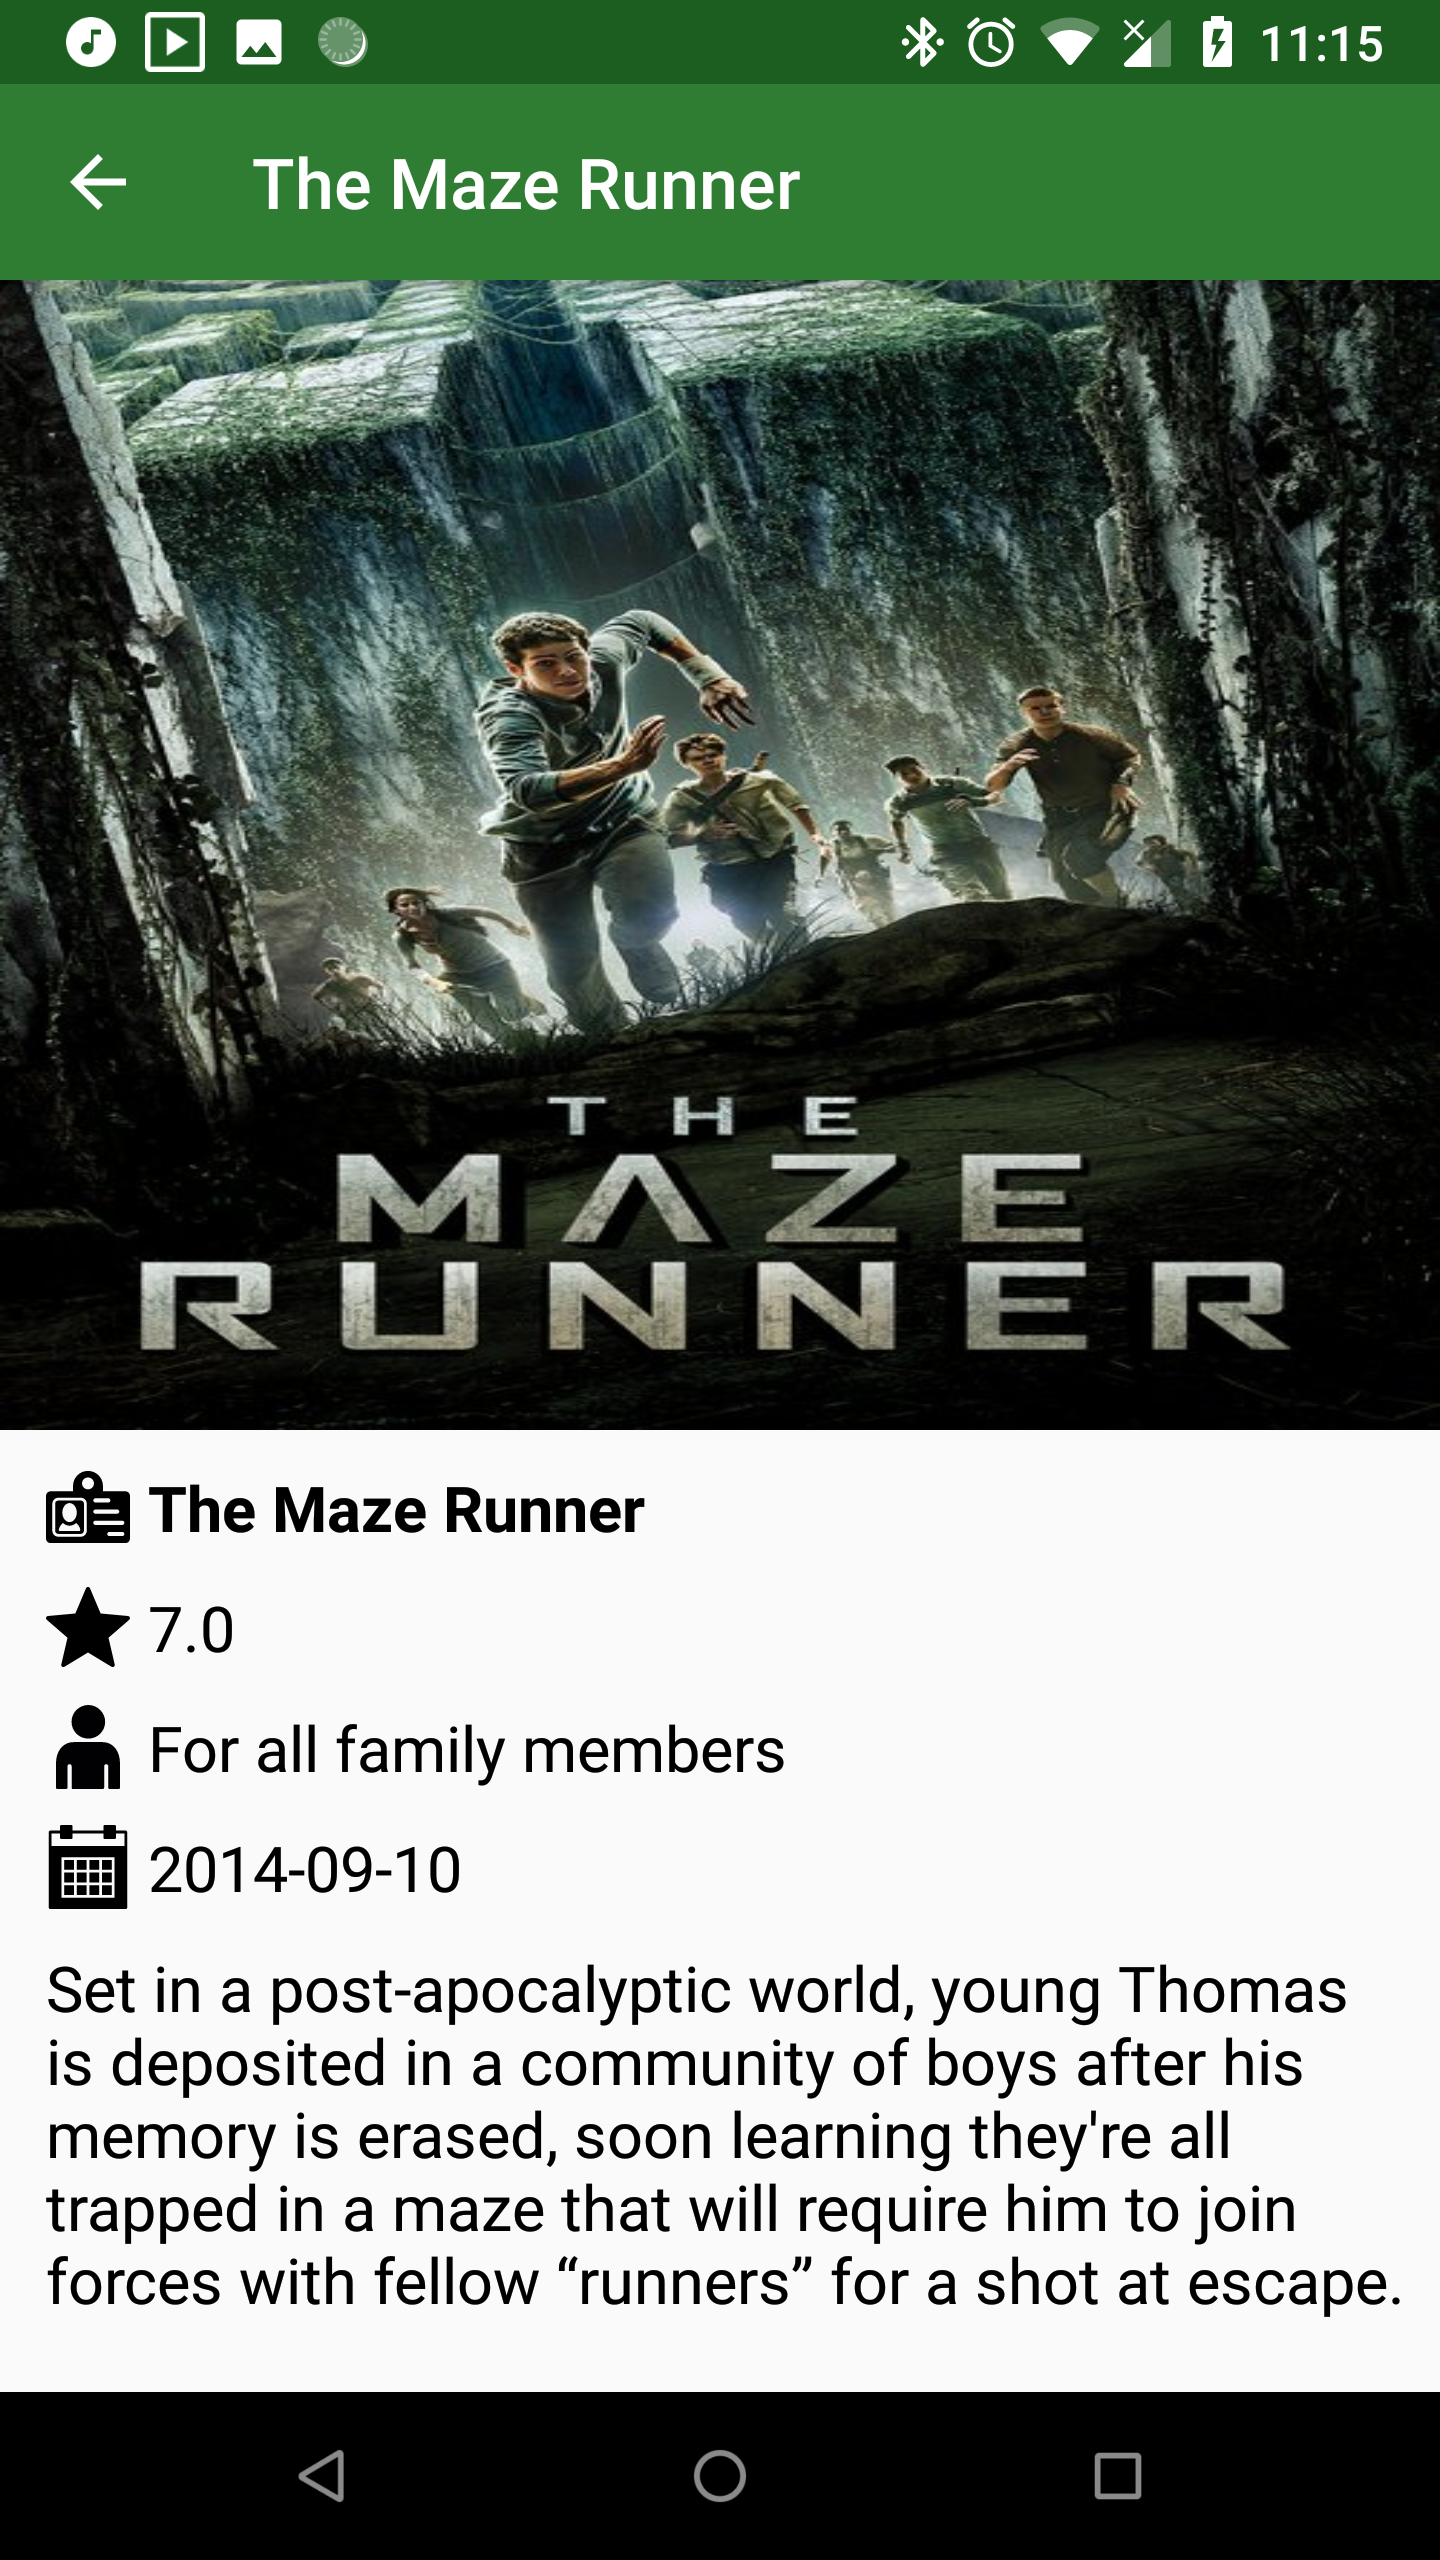 11:15
The Maze Runner
THE
MAZE
RUNNER
The Maze Runner
7.0
For all family members
2014-09-10
Set in a post-apocalyptic world, young Thomas
is deposited in a community of boys after his
memory is erased, soon learning they're all
trapped in a maze that will require him to join
forces with fellow “runners” for a shot at escape.